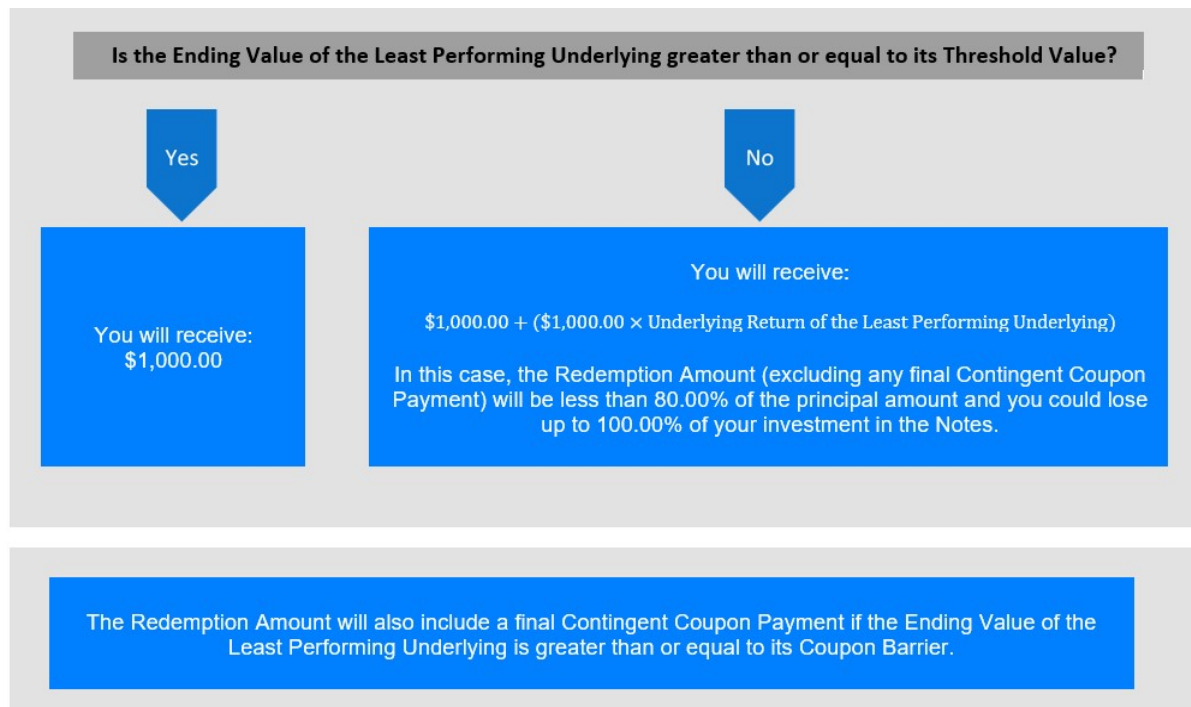 Is the Ending Value of the Least Performing Underlying greater than or equal to its Threshold Value?
Yes
No
You will receive:
$1,000.00
You will receive:
$1,000.00 + ($1,000.00 × Underlying Return of the Least Performing Underlying)
In this case, the Redemption Amount (excluding any final Contingent Coupon
Payment) will be less than 80.00% of the principal amount and you could lose
up to 100.00% of your investment in the Notes.
The Redemption Amount will also include a final Contingent Coupon Payment if the Ending Value of the
Least Performing Underlying is greater than or equal to its Coupon Barrier.